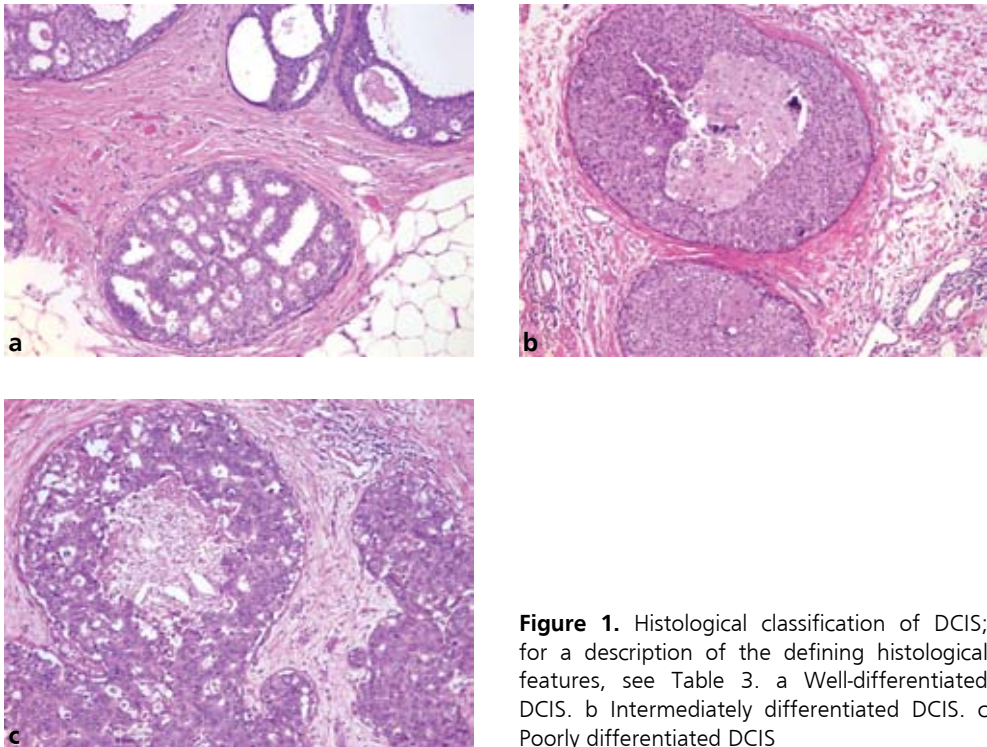 a
b
c
Figure 1. Histological classification of DCIS;
for a description of the defining histological
features, see Table 3. a Well-differentiated
DCIS. b Intermediately differentiated DCIS. c
Poorly differentiated DCIS